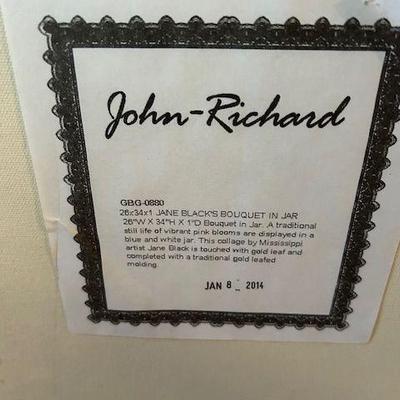 John-Richard
GBG-0880
26x34x1 JANE BLACK'S BOUQUET IN JAR
26"W X 34"H X 1"D Bouquet in Jar. A traditional
still life of vibrant pink blooms are displayed in a
blue and white jar. This collage by Mississippi
artist Jane Black is touched with gold leaf and
completed with a traditional gold leafed
molding.
JAN 8 - 2014